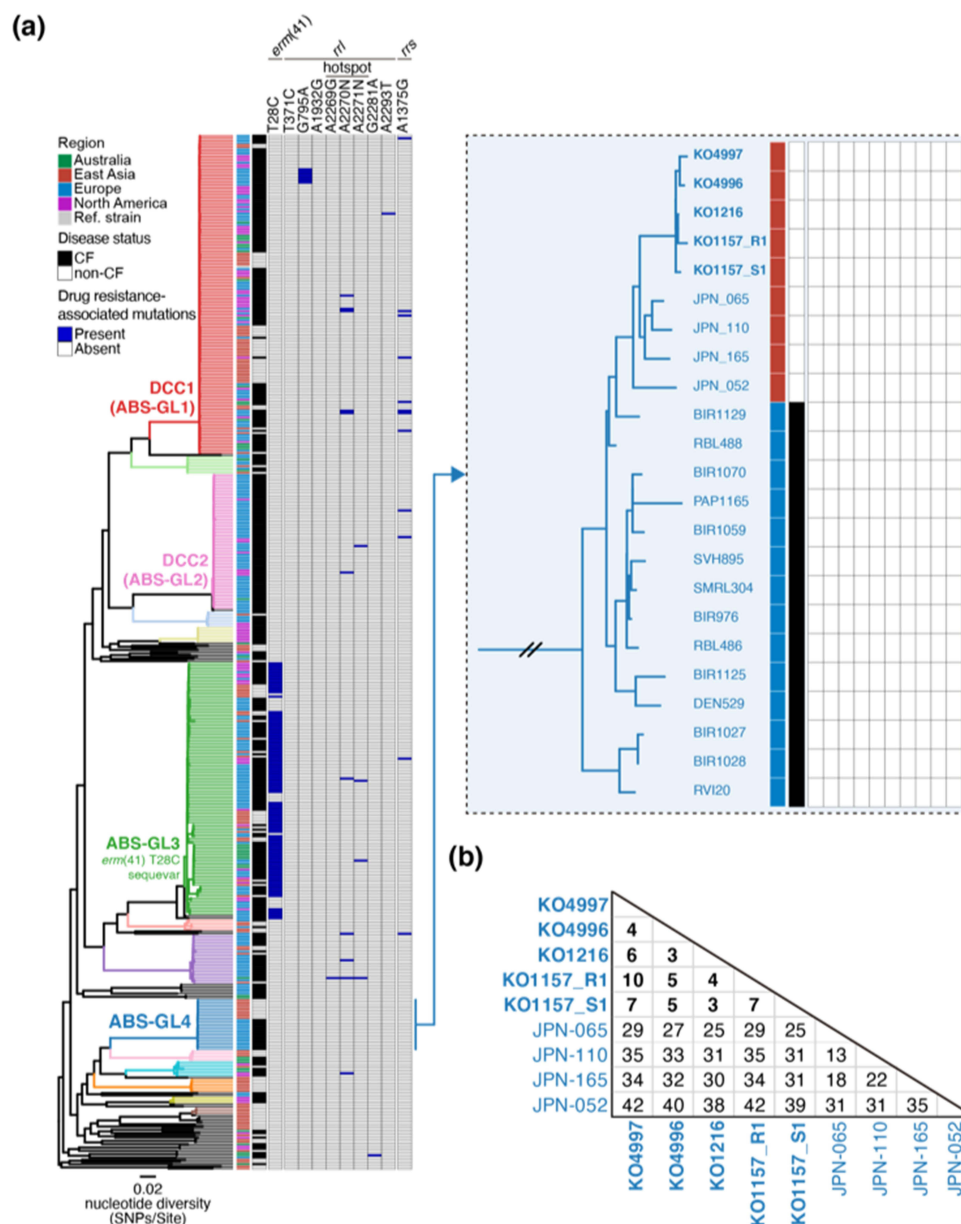 (a)
erm(41)
rrl
rrs
hotspot
T28C
T371C
G795A
A1932G
A2269G
A2270N
A2271N
G2281A
A2293T
A1375G
Region
Australia
East Asia
Europe
North America
Ref. strain
Disease status
CF
non-CF
Drug resistance-
associated mutations
Present
Absent
DCC1
(ABS-GL1)
DCC2
(ABS-GL2)
ABS-GL3
erm(41) T28C
sequevar
ABS-GL4
0.02
nucleotide diversity
(SNPs/Site)
KO4997
KO4996
KO1216
KO1157_R1
KO1157_S1
JPN_065
JPN_110
JPN_165
JPN_052
BIR1129
RBL488
BIR1070
PAP1165
BIR1059
SVH895
SMRL304
BIR976
RBL486
BIR1125
DEN529
BIR1027
BIR1028
RVI20
(b)
KO4997
KO4996 4
KO1216 6 3
KO1157_R1 10 5 4
KO1157_S1 7 5 3 7
JPN-065 29 27 25 29 25
JPN-110 35 33 31 35 31 13
JPN-165 34 32 30 34 31 18 22
JPN-052 42 40 38 42 39 31 31 35
KO4997
KO4996
KO1216
KO1157_R1
KO1157_S1
JPN-065
JPN-110
JPN-165
JPN-052